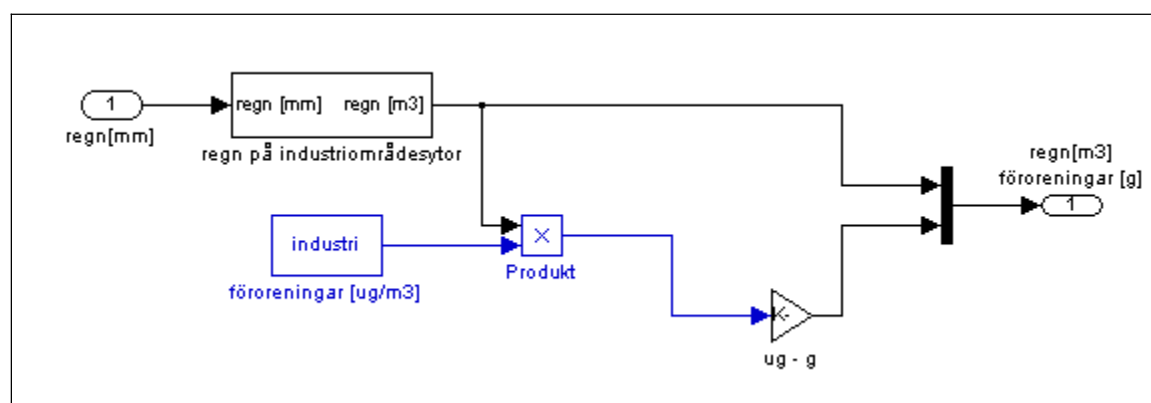 1
regn[mm]
regn [mm] regn [m3]
regn på industriområdesytor
industri
föroreningar [ug/m3]
×
Produkt
-K-
ug - g
regn[m3]
föroreningar [g]
1